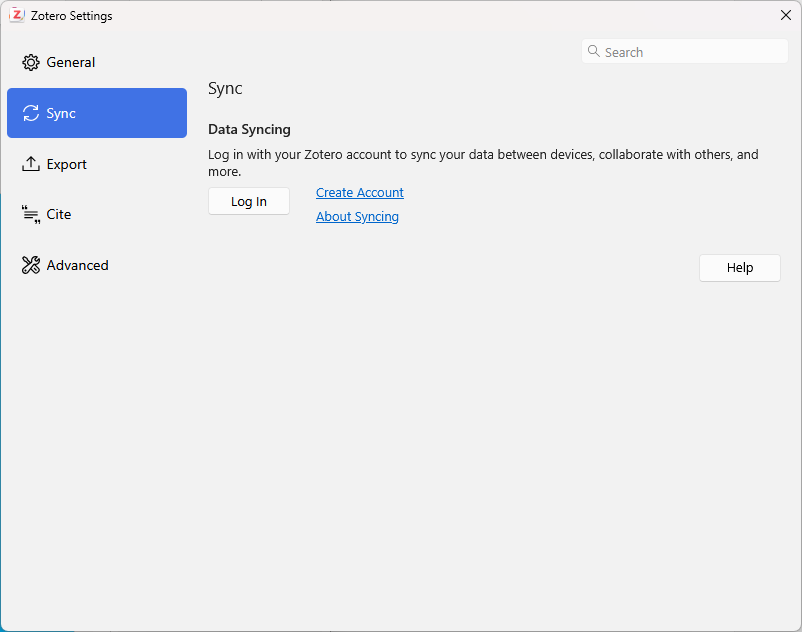 Zotero Settings
General
Sync
Export
Cite
Advanced
Search
Sync
Data Syncing
Log in with your Zotero account to sync your data between devices, collaborate with others, and
more.
Log In
Create Account
About Syncing
Help